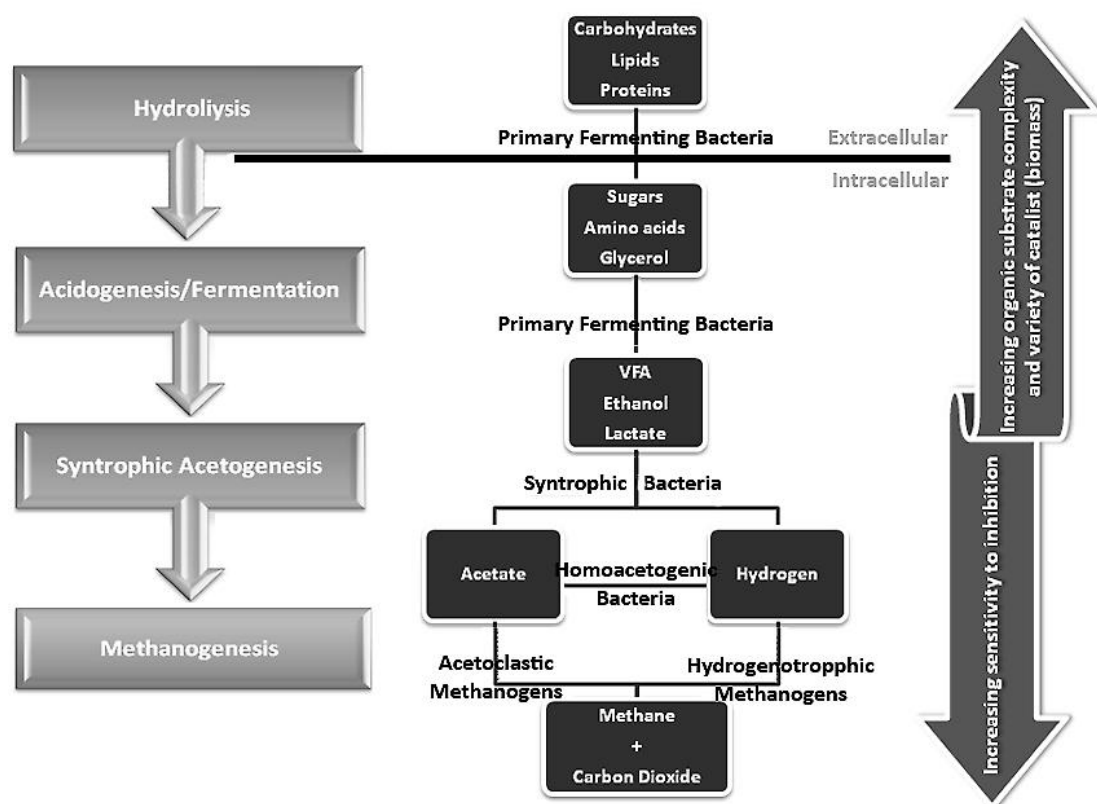 Hydroliysis
Acidogenesis/Fermentation
Syntrophic Acetogenesis
Methanogenesis
Carbohydrates
Lipids
Proteins
Primary Fermenting Bacteria
Extracellular
Intracellular
Sugars
Amino acids
Glycerol
Primary Fermenting Bacteria
VFA
Ethanol
Lactate
Syntrophic Bacteria
Acetate
Homoacetogenic
Bacteria
Hydrogen
Acetoclastic
Methanogens
Hydrogenotropphic
Methanogens
Methane
+
Carbon Dioxide
Increasing organic substrate complexity
and variety of catalist (biomass)
Increasing sensitivity to inhibition